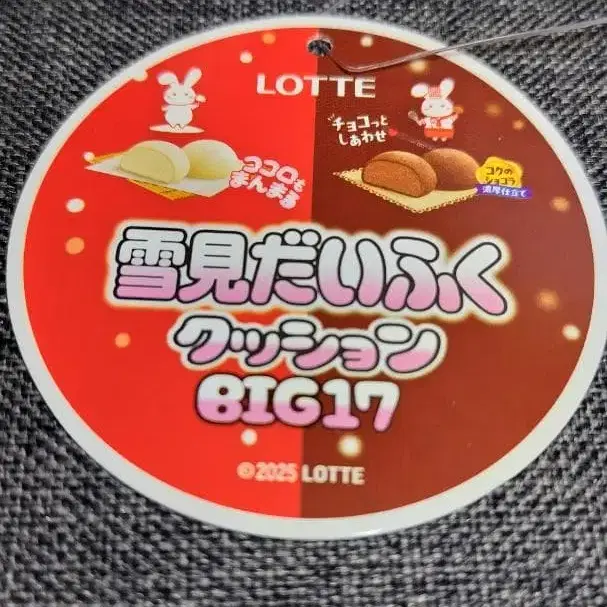 LOTTE
ココロも
まんまる
チョコっと
しあわせ
コクの
ショコラ
濃厚仕立て
雪見だいふく
クッション
BIG17
©2025 LOTTE